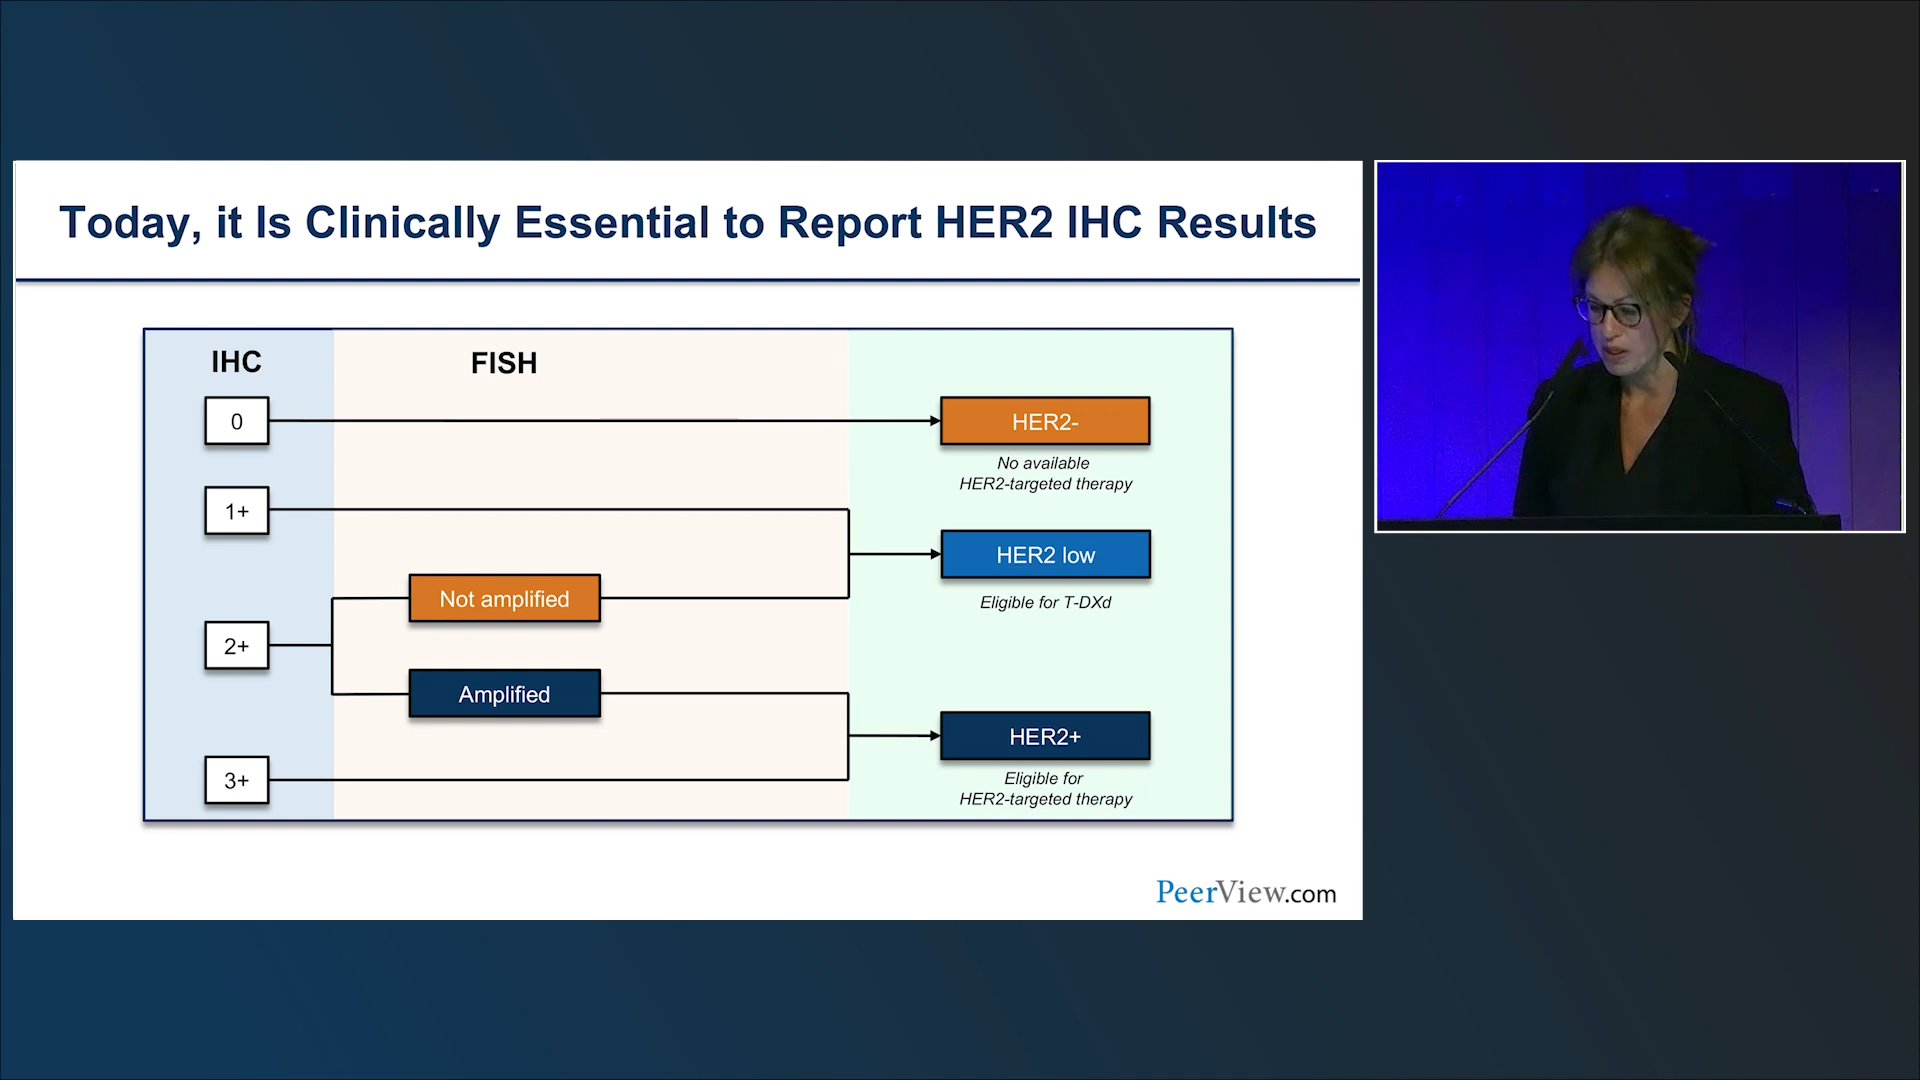 Today, it Is Clinically Essential to Report HER2 IHC Results
IHC
FISH
0
HER2-
No available
HER2-targeted therapy
1+
HER2 low
Eligible for T-DXd
Not amplified
2+
Amplified
HER2+
Eligible for
HER2-targeted therapy
3+
PeerView.com